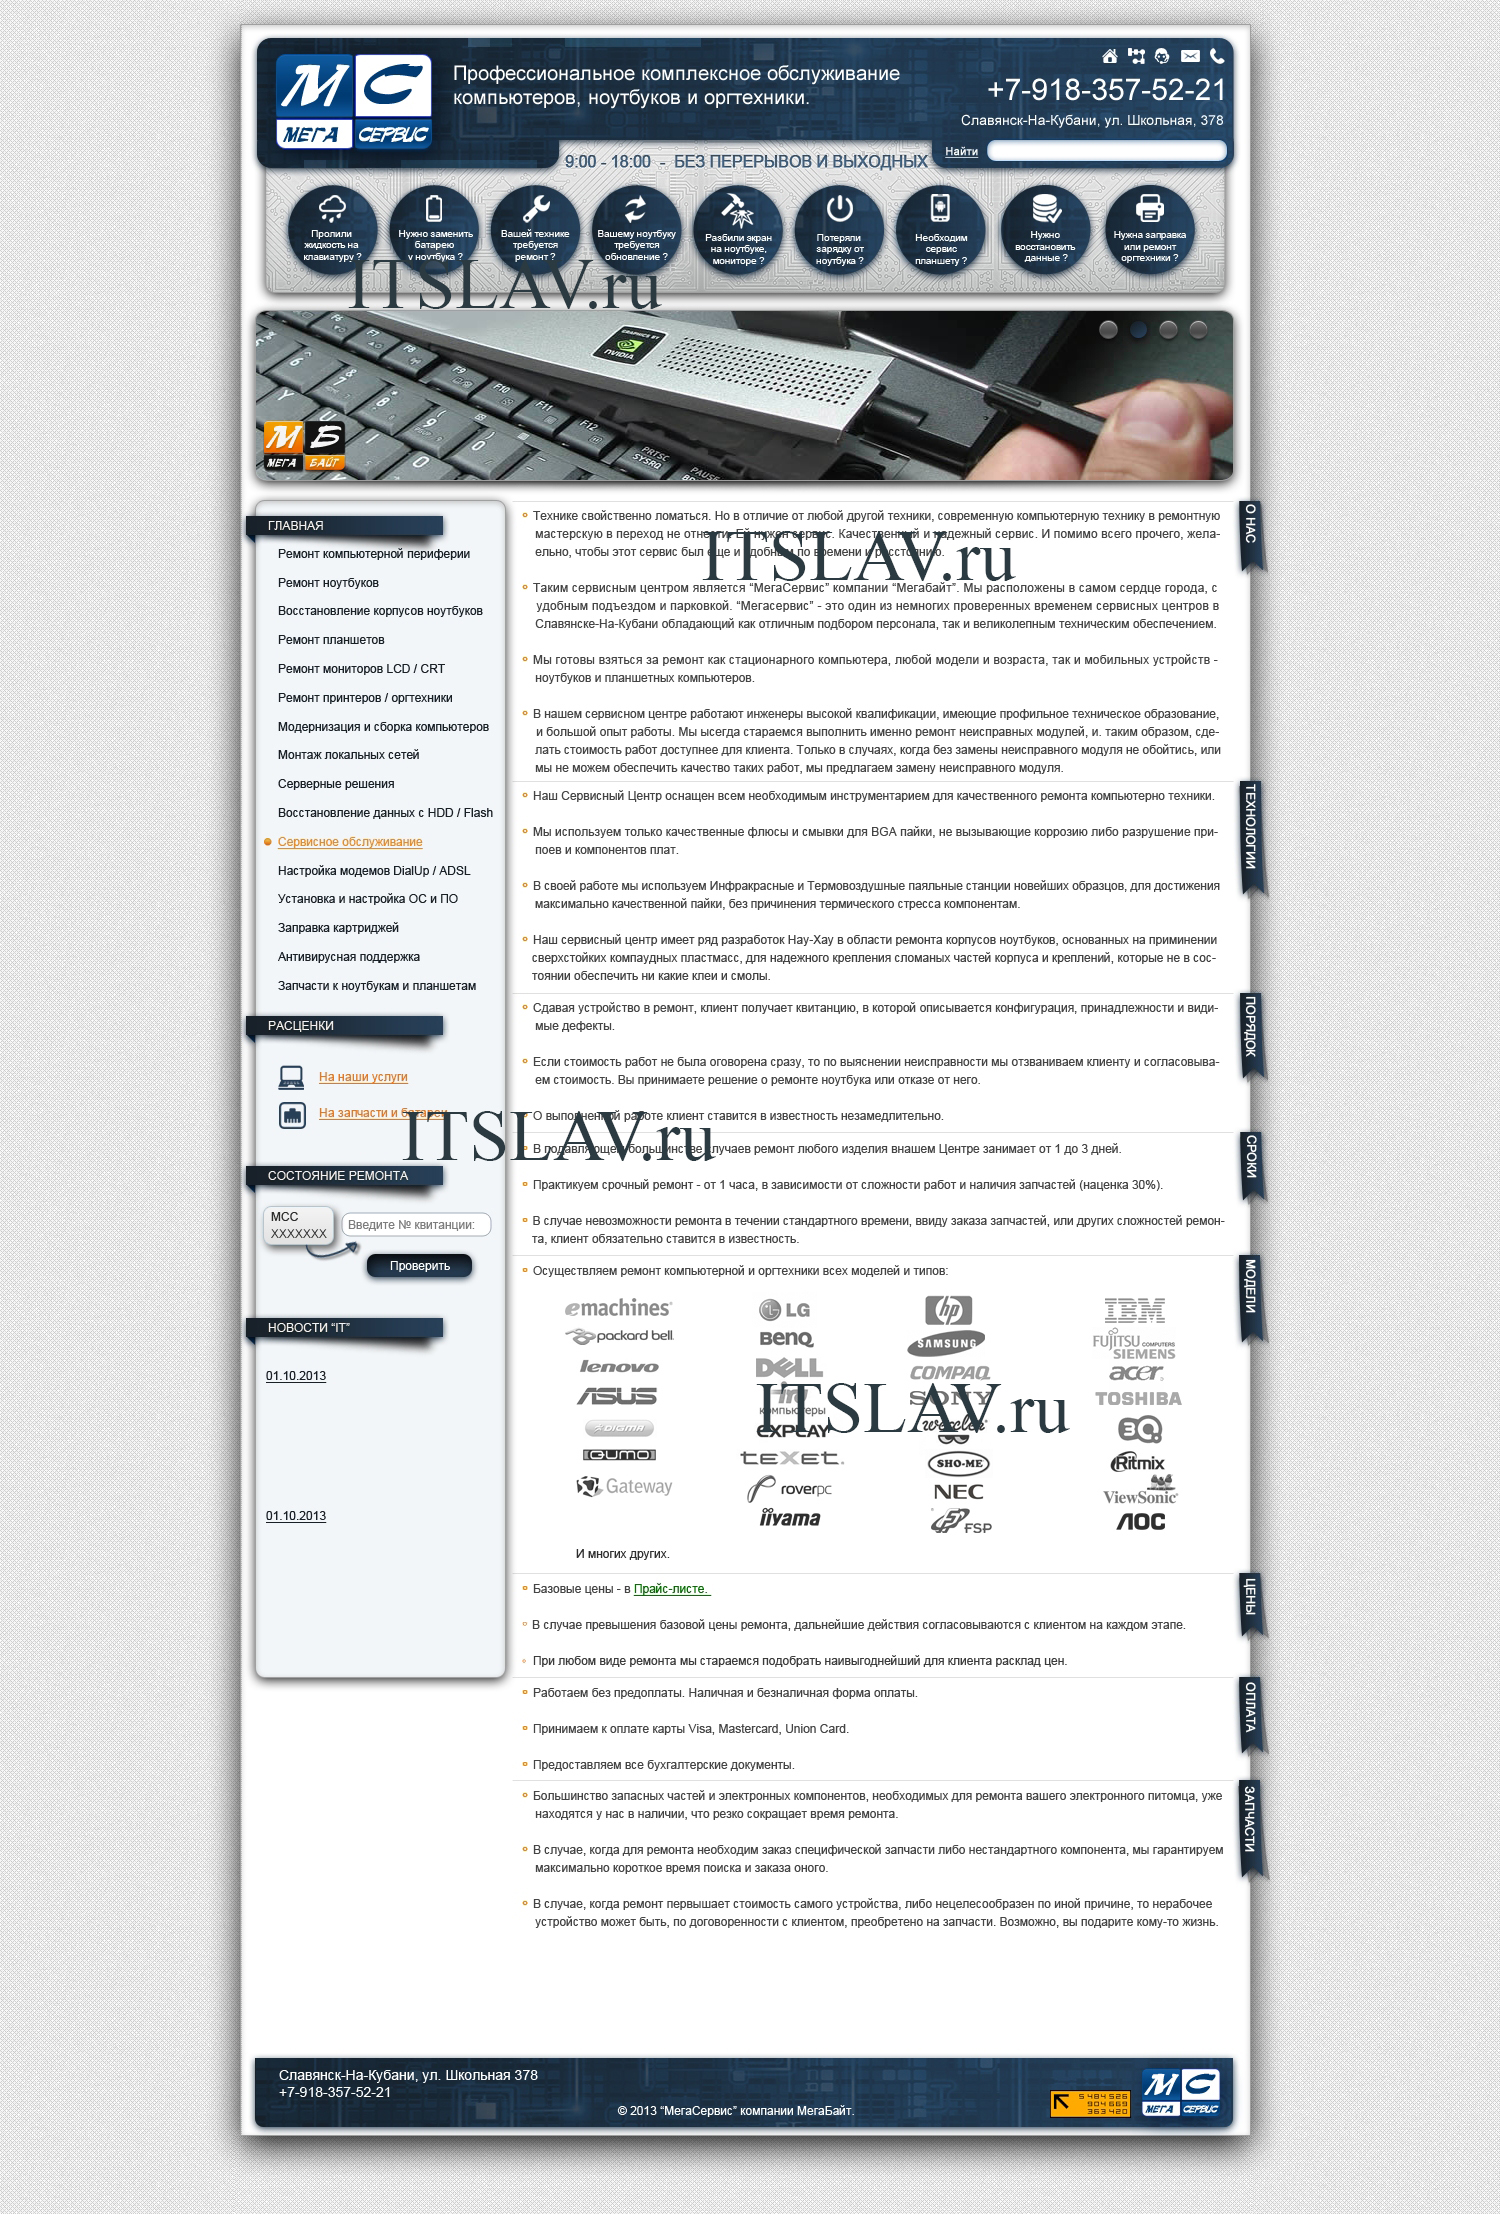 МС
МЕГА СЕРВИС
Профессиональное комплексное обслуживание
компьютеров, ноутбуков и оргтехники.
+7-918-357-52-21
Славянск-На-Кубани, ул. Школьная, 378
9:00 - 18:00 - БЕЗ ПЕРЕРЫВОВ И ВЫХОДНЫХ
Найти
Пролили
жидкость на
клавиатуру ?
Нужно заменить
батарею
у ноутбука ?
Вашей технике
требуется
ремонт ?
Вашему ноутбуку
требуется
обновление ?
Разбили экран
на ноутбуке,
мониторе ?
Потеряли
зарядку от
ноутбука ?
Необходим
сервис
планшету ?
Нужно
восстановить
данные ?
Нужна заправка
или ремонт
оргтехники ?
ITSLAV.ru
GRAPHICS BY
NVIDIA
F7
F8
F9
F10
F11
F12
PRTSC
SYSRQ
PAUSE
МБ
МЕГА БАЙТ
ГЛАВНАЯ
Ремонт компьютерной периферии
Ремонт ноутбуков
Восстановление корпусов ноутбуков
Ремонт планшетов
Ремонт мониторов LCD / CRT
Ремонт принтеров / оргтехники
Модернизация и сборка компьютеров
Монтаж локальных сетей
Серверные решения
Восстановление данных с HDD / Flash
Сервисное обслуживание
Настройка модемов DialUp / ADSL
Установка и настройка ОС и ПО
Заправка картриджей
Антивирусная поддержка
Запчасти к ноутбукам и планшетам
РАСЦЕНКИ
На наши услуги
На запчасти и батареи
ITSLAV.ru
СОСТОЯНИЕ РЕМОНТА
МСС
XXXXXXX
Введите № квитанции:
Проверить
НОВОСТИ “IT”
01.10.2013
01.10.2013
О НАС
Технике свойственно ломаться. Но в отличие от любой другой техники, современную компьютерную технику в ремонтную
мастерскую в переход не отнести. Ей нужен сервис. Качественный и надежный сервис. И помимо всего прочего, жела-
ельно, чтобы этот сервис был еще и удобным по времени и расстоянию.
ITSLAV.ru
Таким сервисным центром является “МегаСервис” компании “Мегабайт”. Мы расположены в самом сердце города, с
удобным подъездом и парковкой. “Мегасервис” - это один из немногих проверенных временем сервисных центров в
Славянске-На-Кубани обладающий как отличным подбором персонала, так и великолепным техническим обеспечением.
Мы готовы взяться за ремонт как стационарного компьютера, любой модели и возраста, так и мобильных устройств -
ноутбуков и планшетных компьютеров.
В нашем сервисном центре работают инженеры высокой квалификации, имеющие профильное техническое образование,
и большой опыт работы. Мы ысегда стараемся выполнить именно ремонт неисправных модулей, и. таким образом, сде-
лать стоимость работ доступнее для клиента. Только в случаях, когда без замены неисправного модуля не обойтись, или
мы не можем обеспечить качество таких работ, мы предлагаем замену неисправного модуля.
ТЕХНОЛОГИИ
Наш Сервисный Центр оснащен всем необходимым инструментарием для качественного ремонта компьютерно техники.
Мы используем только качественные флюсы и смывки для BGA пайки, не вызывающие коррозию либо разрушение при-
поев и компонентов плат.
В своей работе мы используем Инфракрасные и Термовоздушные паяльные станции новейших образцов, для достижения
максимально качественной пайки, без причинения термического стресса компонентам.
Наш сервисный центр имеет ряд разработок Нау-Хау в области ремонта корпусов ноутбуков, основанных на приминении
сверхстойких компаудных пластмасс, для надежного крепления сломаных частей корпуса и креплений, которые не в сос-
тоянии обеспечить ни какие клеи и смолы.
ПОРЯДОК
Сдавая устройство в ремонт, клиент получает квитанцию, в которой описывается конфигурация, принадлежности и види-
мые дефекты.
Если стоимость работ не была оговорена сразу, то по выяснении неисправности мы отзваниваем клиенту и согласовыва-
ем стоимость. Вы принимаете решение о ремонте ноутбука или отказе от него.
О выполненной работе клиент ставится в известность незамедлительно.
СРОКИ
В подавляющем большинстве случаев ремонт любого изделия внашем Центре занимает от 1 до 3 дней.
Практикуем срочный ремонт - от 1 часа, в зависимости от сложности работ и наличия запчастей (наценка 30%).
В случае невозможности ремонта в течении стандартного времени, ввиду заказа запчастей, или других сложностей ремон-
та, клиент обязательно ставится в известность.
МОДЕЛИ
Осуществляем ремонт компьютерной и оргтехники всех моделей и типов:
emachines LG hp IBM
packard bell BenQ SAMSUNG FUJITSU COMPUTERS
SIEMENS
lenovo DELL COMPAQ acer
ASUS компьютеры SONY TOSHIBA
DIGMA EXPLAY wexler 3Q
ITSLAV.ru
GUMO TEXET. SHO-ME Ritmix
Gateway roverpc NEC ViewSonic
iiyama FSP AOC
И многих других.
ЦЕНЫ
Базовые цены - в Прайс-листе.
В случае превышения базовой цены ремонта, дальнейшие действия согласовываются с клиентом на каждом этапе.
При любом виде ремонта мы стараемся подобрать наивыгоднейший для клиента расклад цен.
ОПЛАТА
Работаем без предоплаты. Наличная и безналичная форма оплаты.
Принимаем к оплате карты Visa, Mastercard, Union Card.
Предоставляем все бухгалтерские документы.
ЗАПЧАСТИ
Большинство запасных частей и электронных компонентов, необходимых для ремонта вашего электронного питомца, уже
находятся у нас в наличии, что резко сокращает время ремонта.
В случае, когда для ремонта необходим заказ специфической запчасти либо нестандартного компонента, мы гарантируем
максимально короткое время поиска и заказа оного.
В случае, когда ремонт первышает стоимость самого устройства, либо нецелесообразен по иной причине, то нерабочее
устройство может быть, по договоренности с клиентом, преобретено на запчасти. Возможно, вы подарите кому-то жизнь.
Славянск-На-Кубани, ул. Школьная 378
+7-918-357-52-21
© 2013 “МегаСервис” компании МегаБайт.
5 484 526
904 669
363 420
МС
МЕГА СЕРВИС